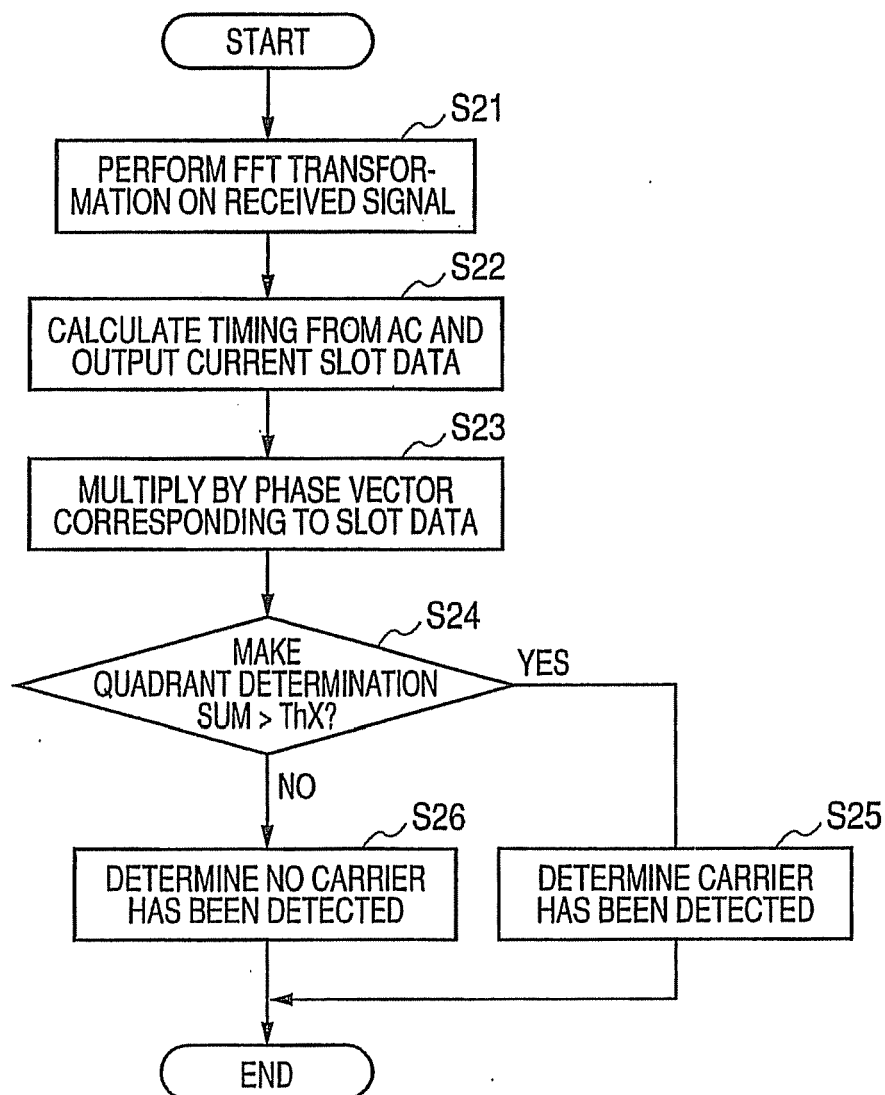 START
S21
PERFORM FFT TRANSFOR-
MATION ON RECEIVED SIGNAL
S22
CALCULATE TIMING FROM AC AND
OUTPUT CURRENT SLOT DATA
S23
MULTIPLY BY PHASE VECTOR
CORRESPONDING TO SLOT DATA
S24
MAKE
QUADRANT DETERMINATION
SUM > ThX?
YES
NO
S26
DETERMINE NO CARRIER
HAS BEEN DETECTED
S25
DETERMINE CARRIER
HAS BEEN DETECTED
END